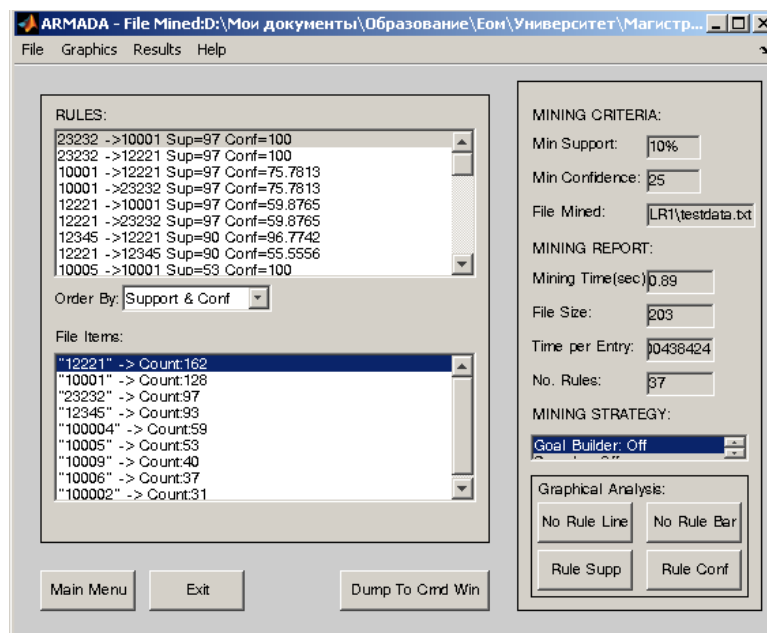 ARMADA - File Mined:D:\Мои документы\Образование\Еом\Университет\Магистр...
File Graphics Results Help
RULES:
23232 ->10001 Sup=97 Conf=100
23232 ->12221 Sup=97 Conf=100
10001 ->12221 Sup=97 Conf=75.7813
10001 ->23232 Sup=97 Conf=75.7813
12221 ->10001 Sup=97 Conf=59.8765
12221 ->23232 Sup=97 Conf=59.8765
12345 ->12221 Sup=90 Conf=96.7742
12221 ->12345 Sup=90 Conf=55.5556
10005 ->10001 Sup=53 Conf=100
Order By: Support & Conf
File Items:
"12221" -> Count:162
"10001" -> Count:128
"23232" -> Count:97
"12345" -> Count:93
"100004" -> Count:59
"10005" -> Count:53
"10009" -> Count:40
"10006" -> Count:37
"100002" -> Count:31
Main Menu
Exit
Dump To Cmd Win
MINING CRITERIA:
Min Support: 10%
Min Confidence: 25
File Mined: LR1\testdata.txt
MINING REPORT:
Mining Time(sec) 0.89
File Size: 203
Time per Entry: 00438424
No. Rules: 37
MINING STRATEGY:
Goal Builder: Off
Graphical Analysis:
No Rule Line No Rule Bar
Rule Supp Rule Conf